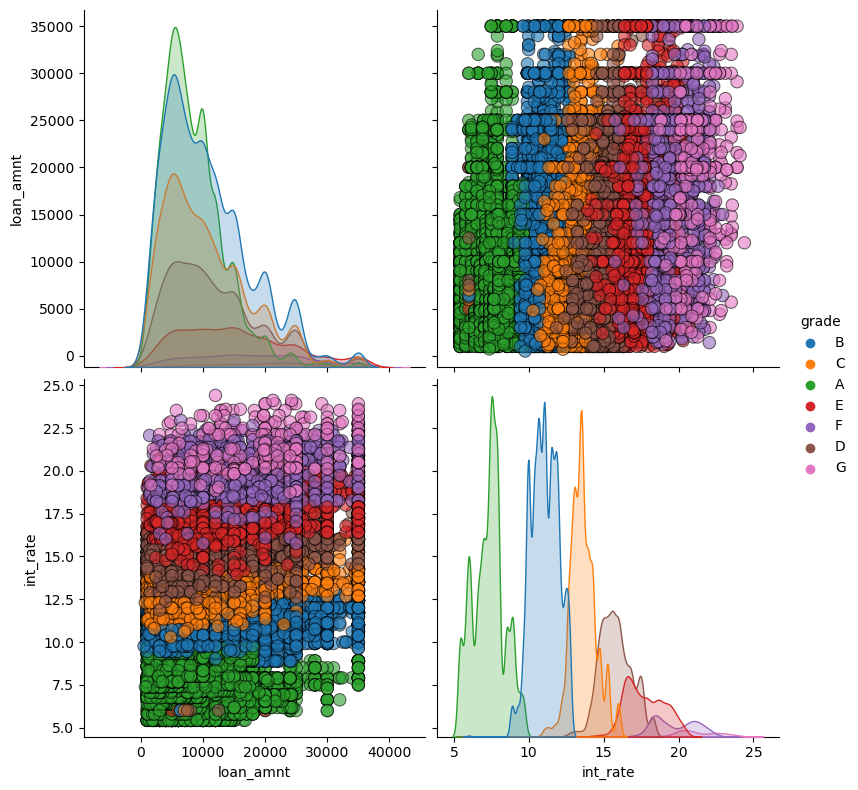 35000
30000
25000
20000
15000
10000
5000
0
loan_amnt
25.0
22.5
20.0
17.5
15.0
12.5
10.0
7.5
5.0
int_rate
0 10000 20000 30000 40000
loan_amnt
5 10 15 20 25
int_rate
grade
B
C
A
E
F
D
G